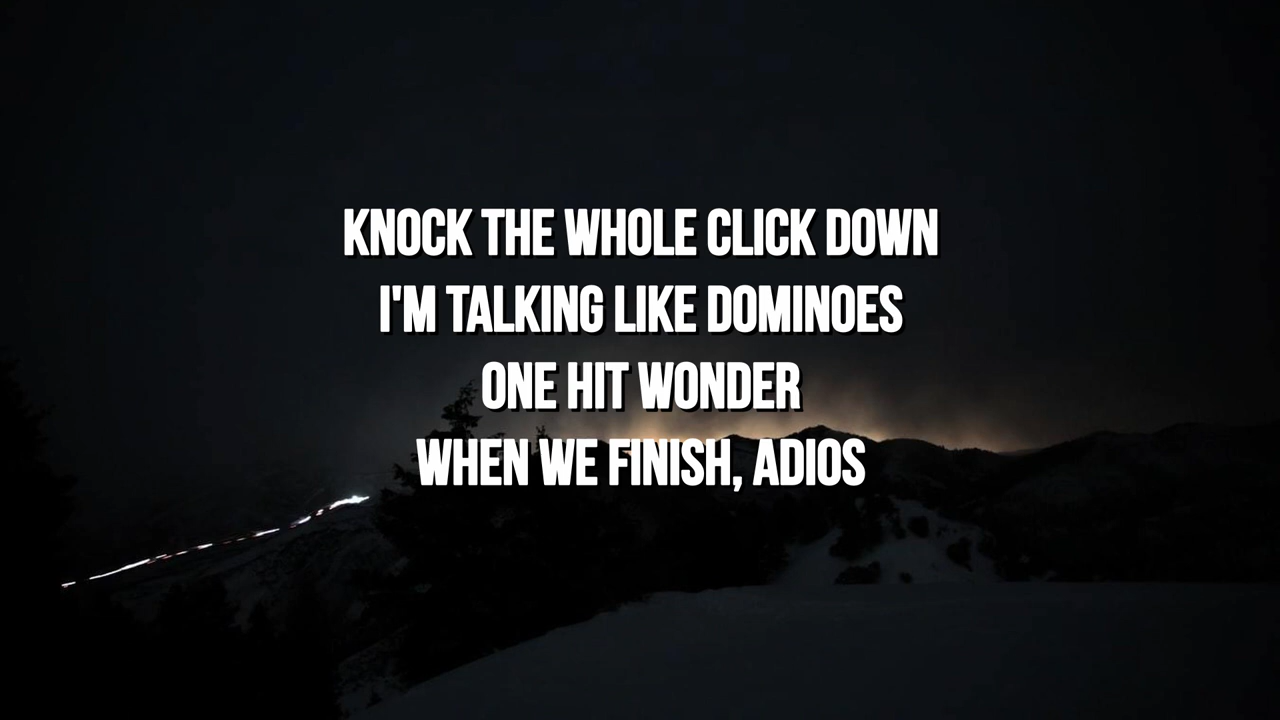 KNOCK THE WHOLE CLICK DOWN
I'M TALKING LIKE DOMINOES
ONE HIT WONDER
WHEN WE FINISH, ADIOS